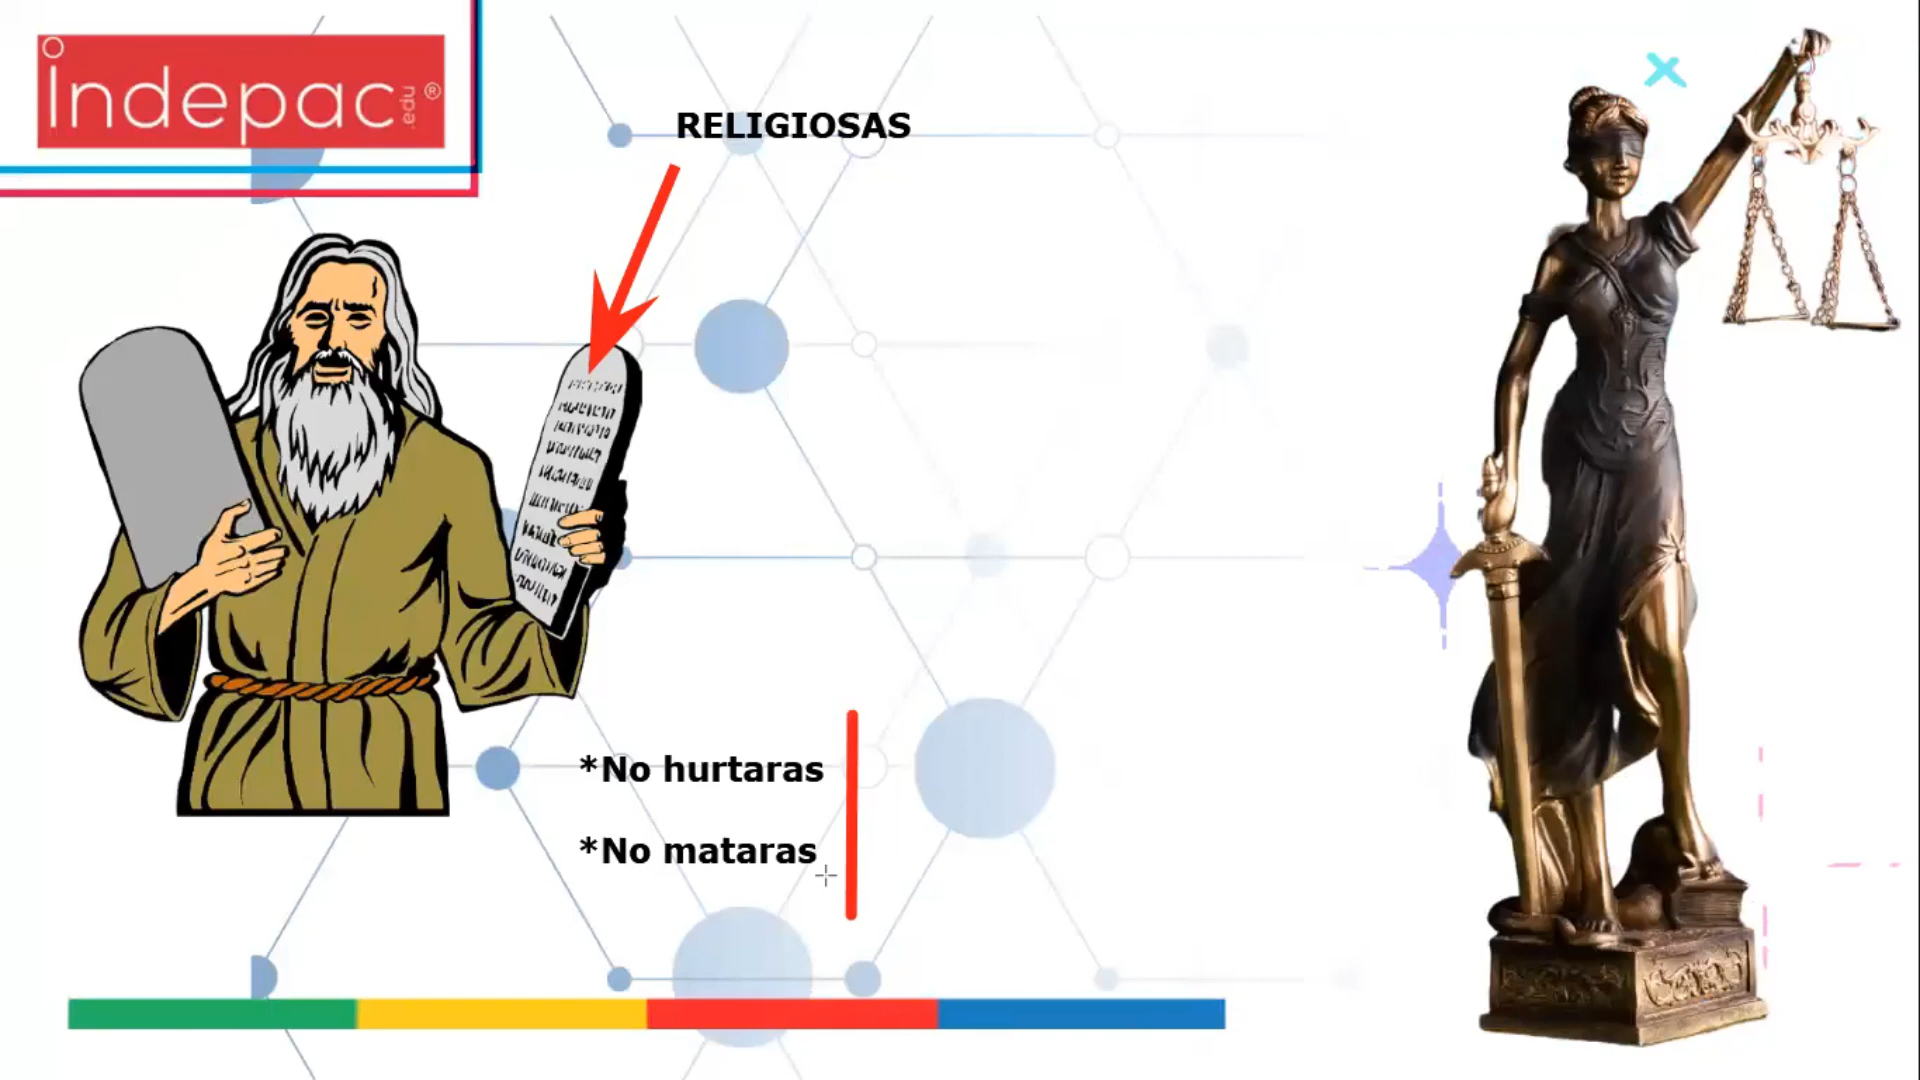 indepac.edu®
RELIGIOSAS
*No hurtaras
*No mataras